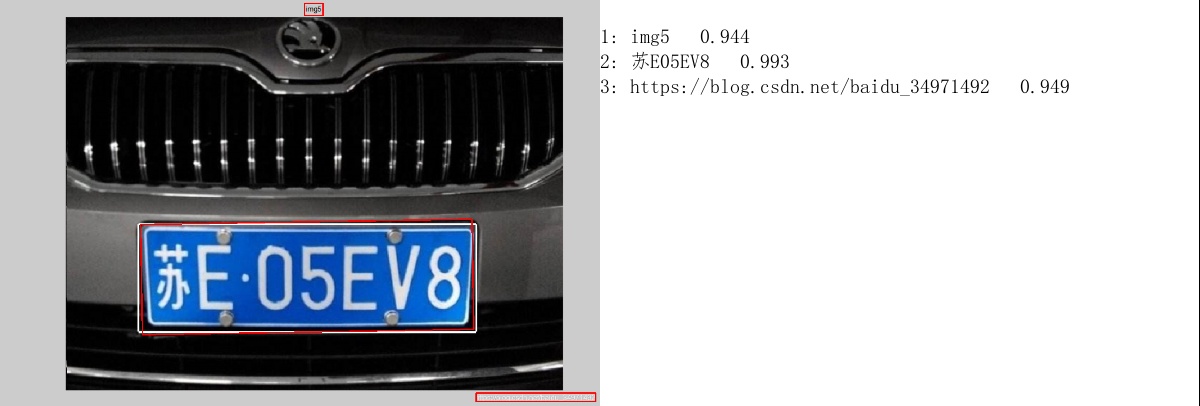 img5
苏E·05EV8
1: img5 0.944
2: 苏E05EV8 0.993
3: https://blog.csdn.net/baidu_34971492 0.949